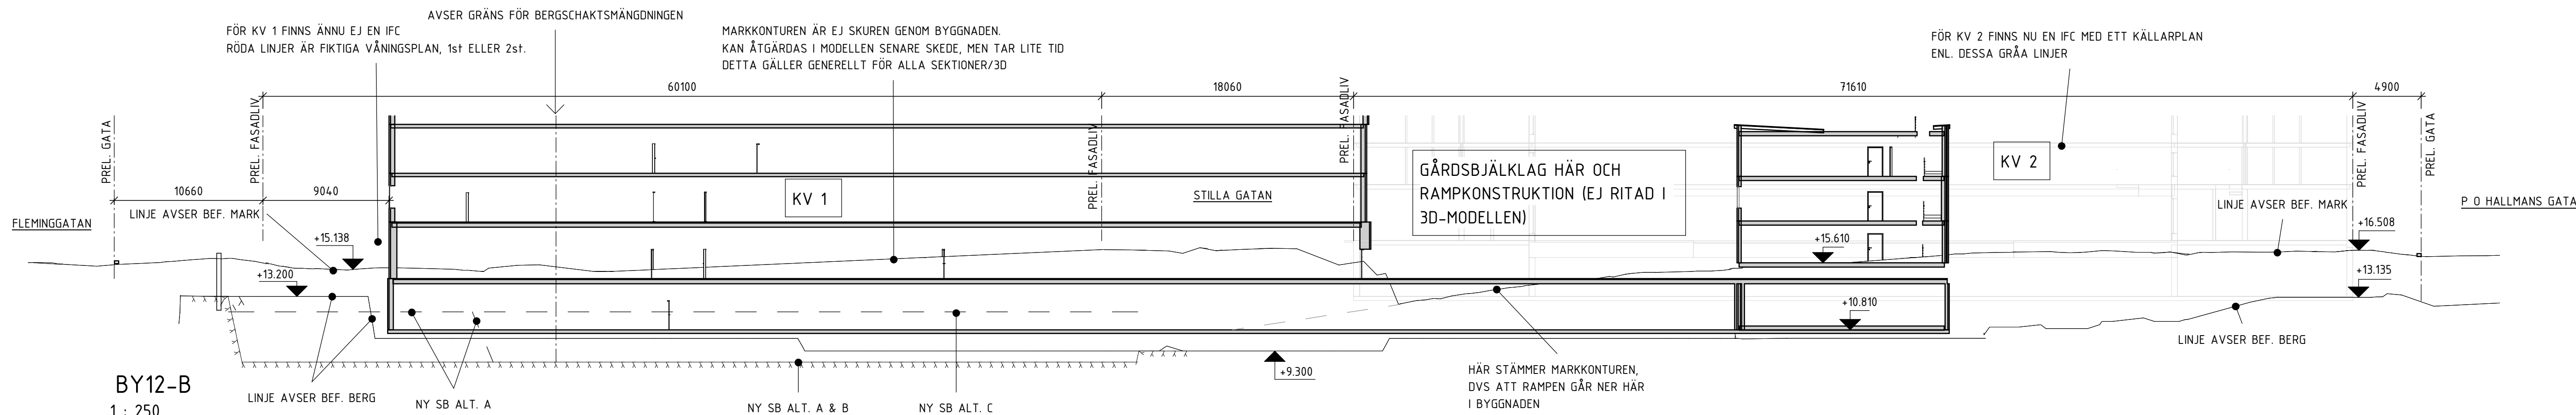 AVSER GRÄNS FÖR BERGSCHAKTSMÄNGDNINGEN
FÖR KV 1 FINNS ÄNNU EJ EN IFC
RÖDA LINJER ÄR FIKTIGA VÅNINGSPLAN, 1st ELLER 2st.
MARKKONTUREN ÄR EJ SKUREN GENOM BYGGNADEN.
KAN ÅTGÄRDAS I MODELLEN SENARE SKEDE, MEN TAR LITE TID
DETTA GÄLLER GENERELLT FÖR ALLA SEKTIONER/3D
FÖR KV 2 FINNS NU EN IFC MED ETT KÄLLARPLAN
ENL. DESSA GRÅA LINJER
60100
18060
71610
4900
PREL. GATA
PREL. FASADLIV
PREL. FASADLIV
PREL. FASADLIV
PREL. FASADLIV
PREL. GATA
10660
9040
LINJE AVSER BEF. MARK
FLEMINGGATAN
KV 1
STILLA GATAN
GÅRDSBJÄLKLAG HÄR OCH
RAMPKONSTRUKTION (EJ RITAD I
3D-MODELLEN)
KV 2
LINJE AVSER BEF. MARK
P O HALLMANS GATA
+15.138
+13.200
+15.610
+16.508
+13.135
+10.810
+9.300
LINJE AVSER BEF. BERG
HÄR STÄMMER MARKKONTUREN,
DVS ATT RAMPEN GÅR NER HÄR
I BYGGNADEN
BY12-B
1 : 250
LINJE AVSER BEF. BERG
NY SB ALT. A
NY SB ALT. A & B
NY SB ALT. C